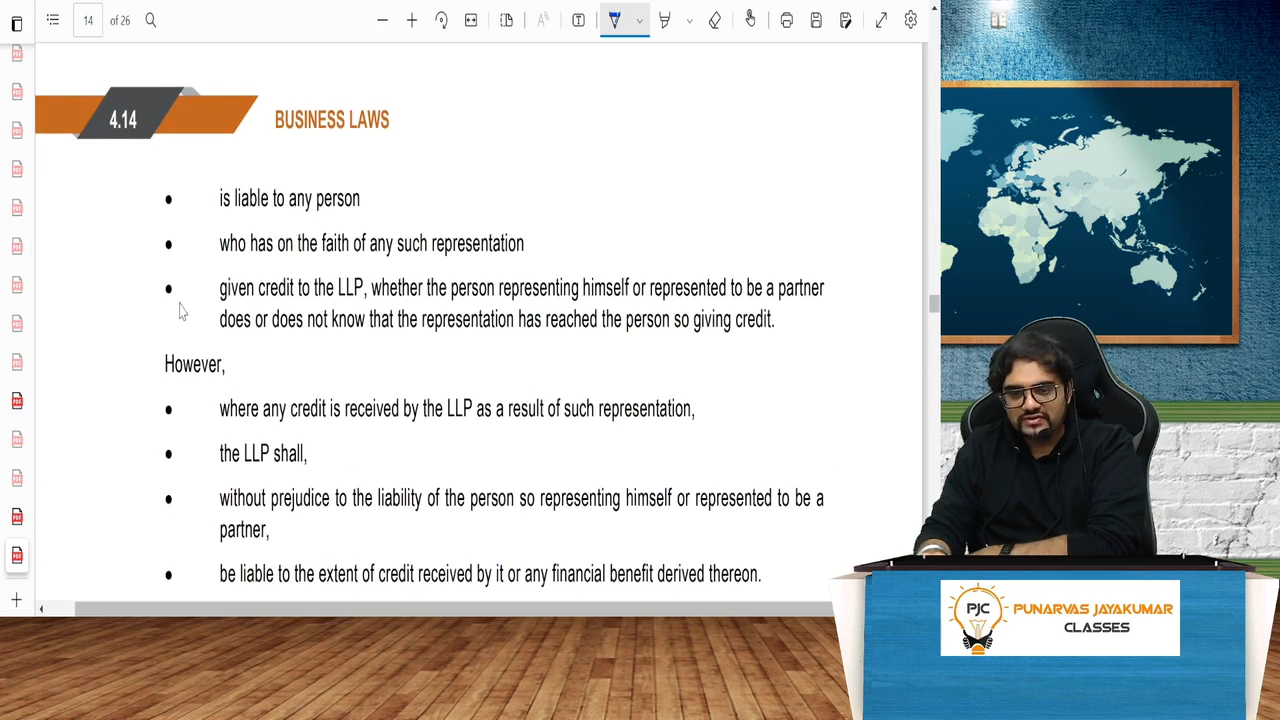 14 of 26
4.14 BUSINESS LAWS
• is liable to any person
• who has on the faith of any such representation
• given credit to the LLP, whether the person representing himself or represented to be a partner
does or does not know that the representation has reached the person so giving credit.
However,
• where any credit is received by the LLP as a result of such representation,
• the LLP shall,
• without prejudice to the liability of the person so representing himself or represented to be a
partner,
• be liable to the extent of credit received by it or any financial benefit derived thereon.
PJC PUNARVAS JAYAKUMAR
CLASSES